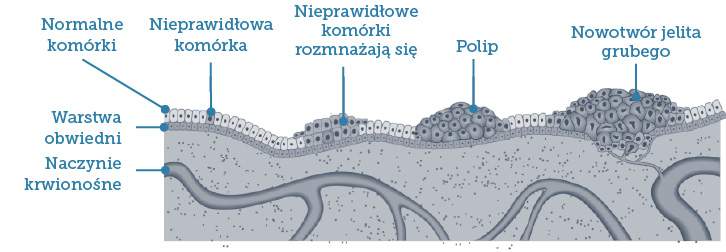 Normalne
komórki
Nieprawidłowa
komórka
Nieprawidłowe
komórki
rozmnażają się
Polip
Nowotwór jelita
grubego
Warstwa
obwiedni
Naczynie
krwionośne